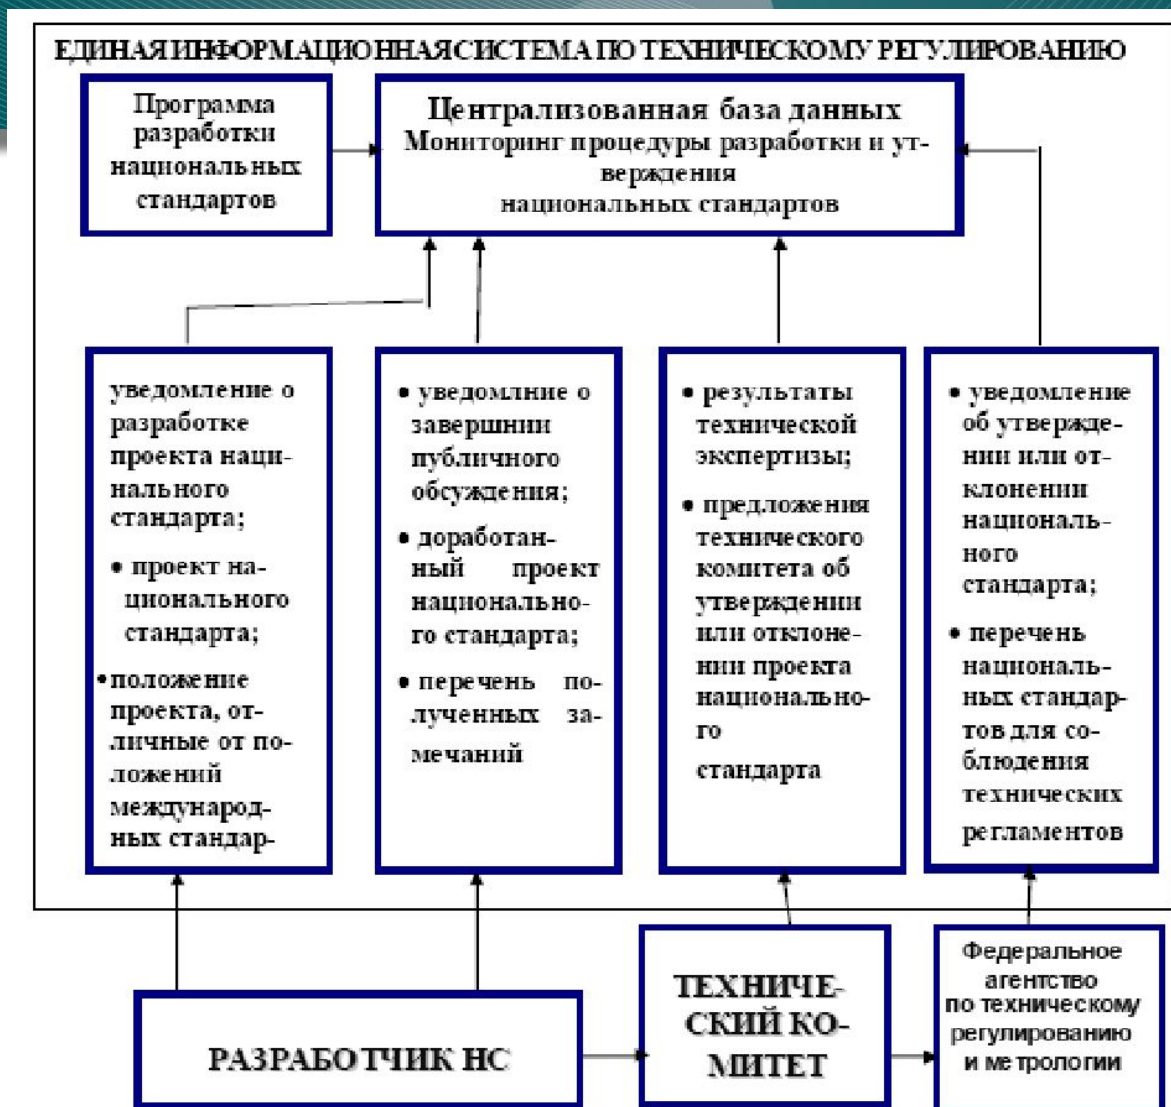 ЕДИНАЯ ИНФОРМАЦИОННАЯ СИСТЕМА ПО ТЕХНИЧЕСКОМУ РЕГУЛИРОВАНИЮ
Программа
разработки
национальных
стандартов
Централизованная база данных
Мониторинг процедуры разработки и ут-
верждения
национальных стандартов
уведомление о
разработке
проекта наци-
нального
стандарта;
• проект на-
ционального
стандарта;
•положение
проекта, от-
личные от по-
ложений
международ-
ных стандар-
• уведомлние о
завершнии
публичного
обсуждения;
• доработан-
ный проект
национально-
го стандарта;
• перечень по-
лученных за-
мечаний
• результаты
технической
экспертизы;
• предложения
технического
комитета об
утверждении
или отклоне-
нии проекта
национально-
го
стандарта
• уведомление
об утвержде-
нии или от-
клонении
националь-
ного
стандарта;
• перечень
националь-
ных стандар-
тов для со-
блюдения
технических
регламентов
РАЗРАБОТЧИК НС
ТЕХНИЧЕ-
СКИЙ КО-
МИТЕТ
Федеральное
агентство
по техническому
регулированию
и метрологии